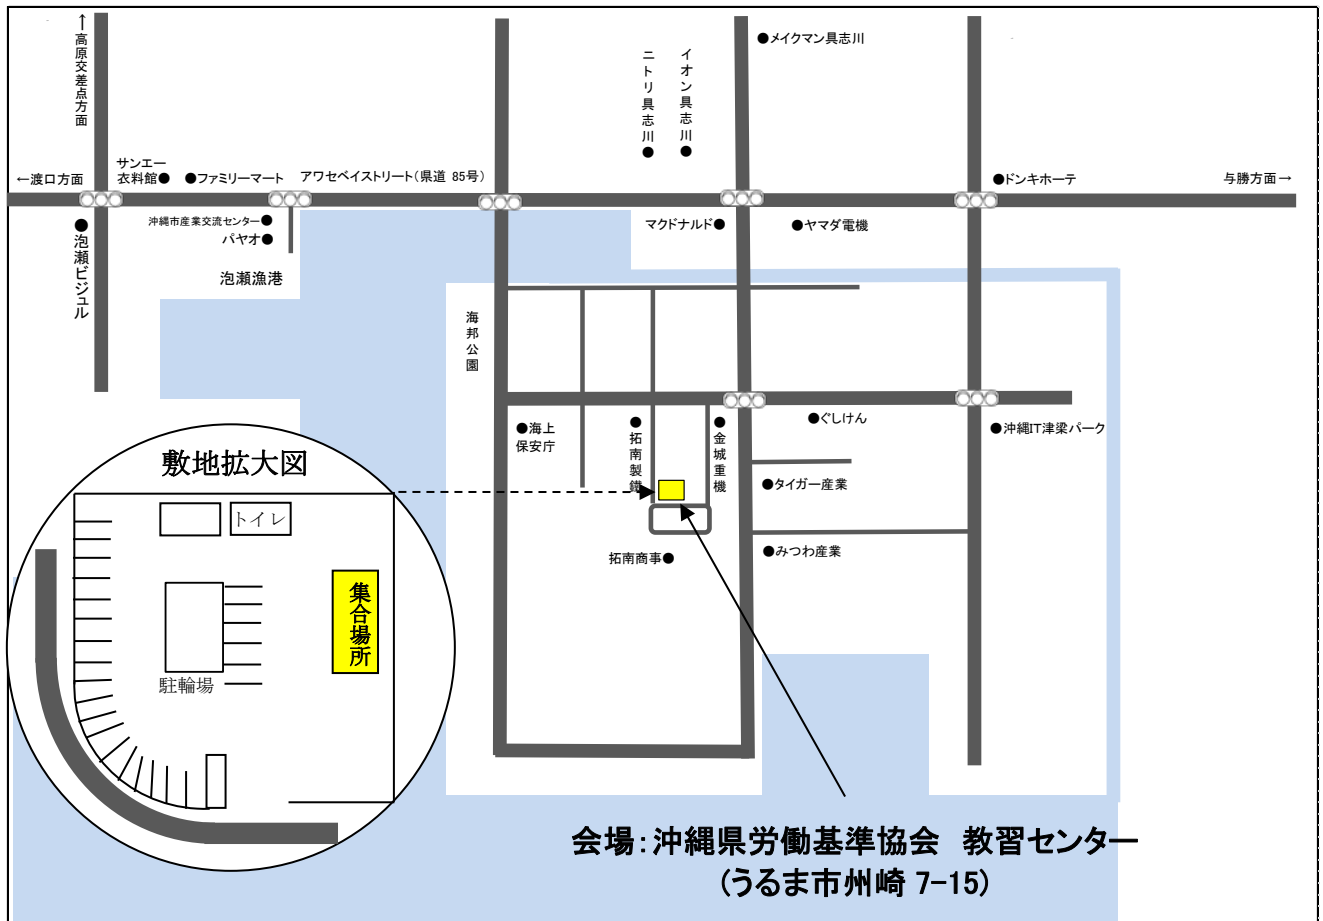 ↑高原交差点方面
●メイクマン具志川
ニトリ具志川●
イオン具志川●
←渡口方面
サンエー
衣料館●
●ファミリーマート
アワセベイストリート(県道 85号)
●ドンキホーテ
与勝方面→
●泡瀬ビジュル
沖縄市産業交流センター●
パヤオ●
泡瀬漁港
マクドナルド●
●ヤマダ電機
海邦公園
●海上
保安庁
●拓南製鐵
●金城重機
●ぐしけん
●沖縄IT津梁パーク
●タイガー産業
●みつわ産業
拓南商事●
敷地拡大図
トイレ
集合場所
駐輪場
会場:沖縄県労働基準協会 教習センター
(うるま市州崎 7-15)